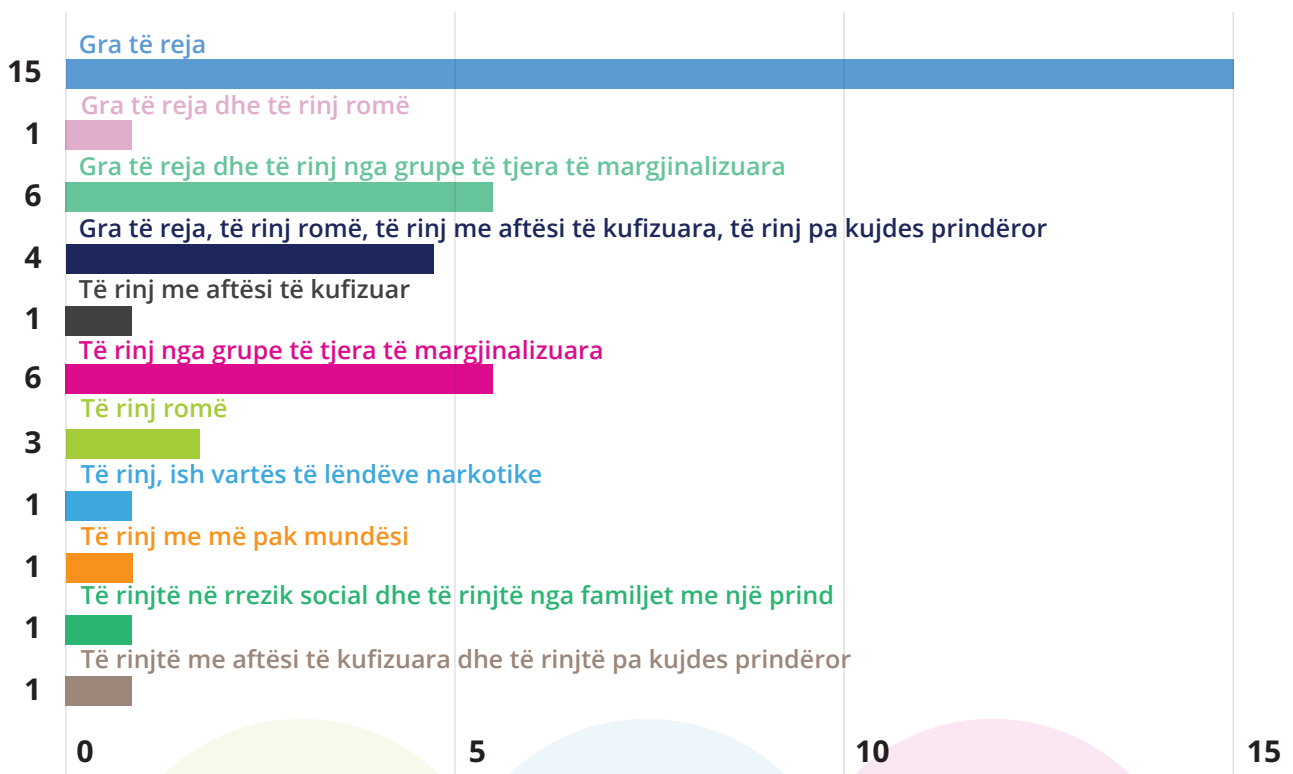 Gra të reja
15
Gra të reja dhe të rinj romë
1
Gra të reja dhe të rinj nga grupe të tjera të margjinalizuara
6
Gra të reja, të rinj romë, të rinj me aftësi të kufizuara, të rinj pa kujdes prindëror
4
Të rinj me aftësi të kufizuar
1
Të rinj nga grupe të tjera të margjinalizuara
6
Të rinj romë
3
Të rinj, ish vartës të lëndëve narkotike
1
Të rinj me më pak mundësi
1
Të rinjtë në rrezik social dhe të rinjtë nga familjet me një prind
1
Të rinjtë me aftësi të kufizuara dhe të rinjtë pa kujdes prindëror
1
0 5 10 15